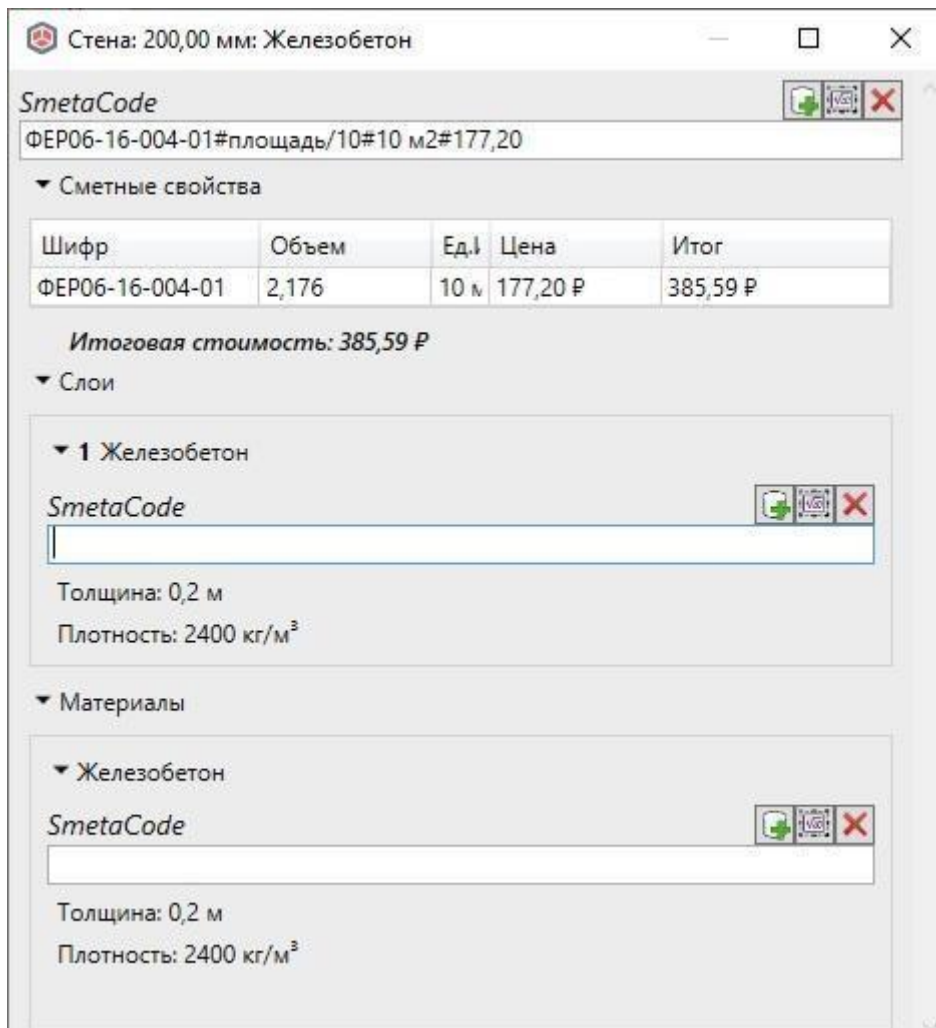 Стена: 200,00 мм: Железобетон
SmetaCode
ФЕР06-16-004-01#площадь/10#10 м2#177,20
Сметные свойства
Шифр Объем Ед. Цена Итог
ФЕР06-16-004-01 2,176 10 177,20 ₽ 385,59 ₽
Итоговая стоимость: 385,59 ₽
Слои
1 Железобетон
SmetaCode
Толщина: 0,2 м
Плотность: 2400 кг/м³
Материалы
Железобетон
SmetaCode
Толщина: 0,2 м
Плотность: 2400 кг/м³